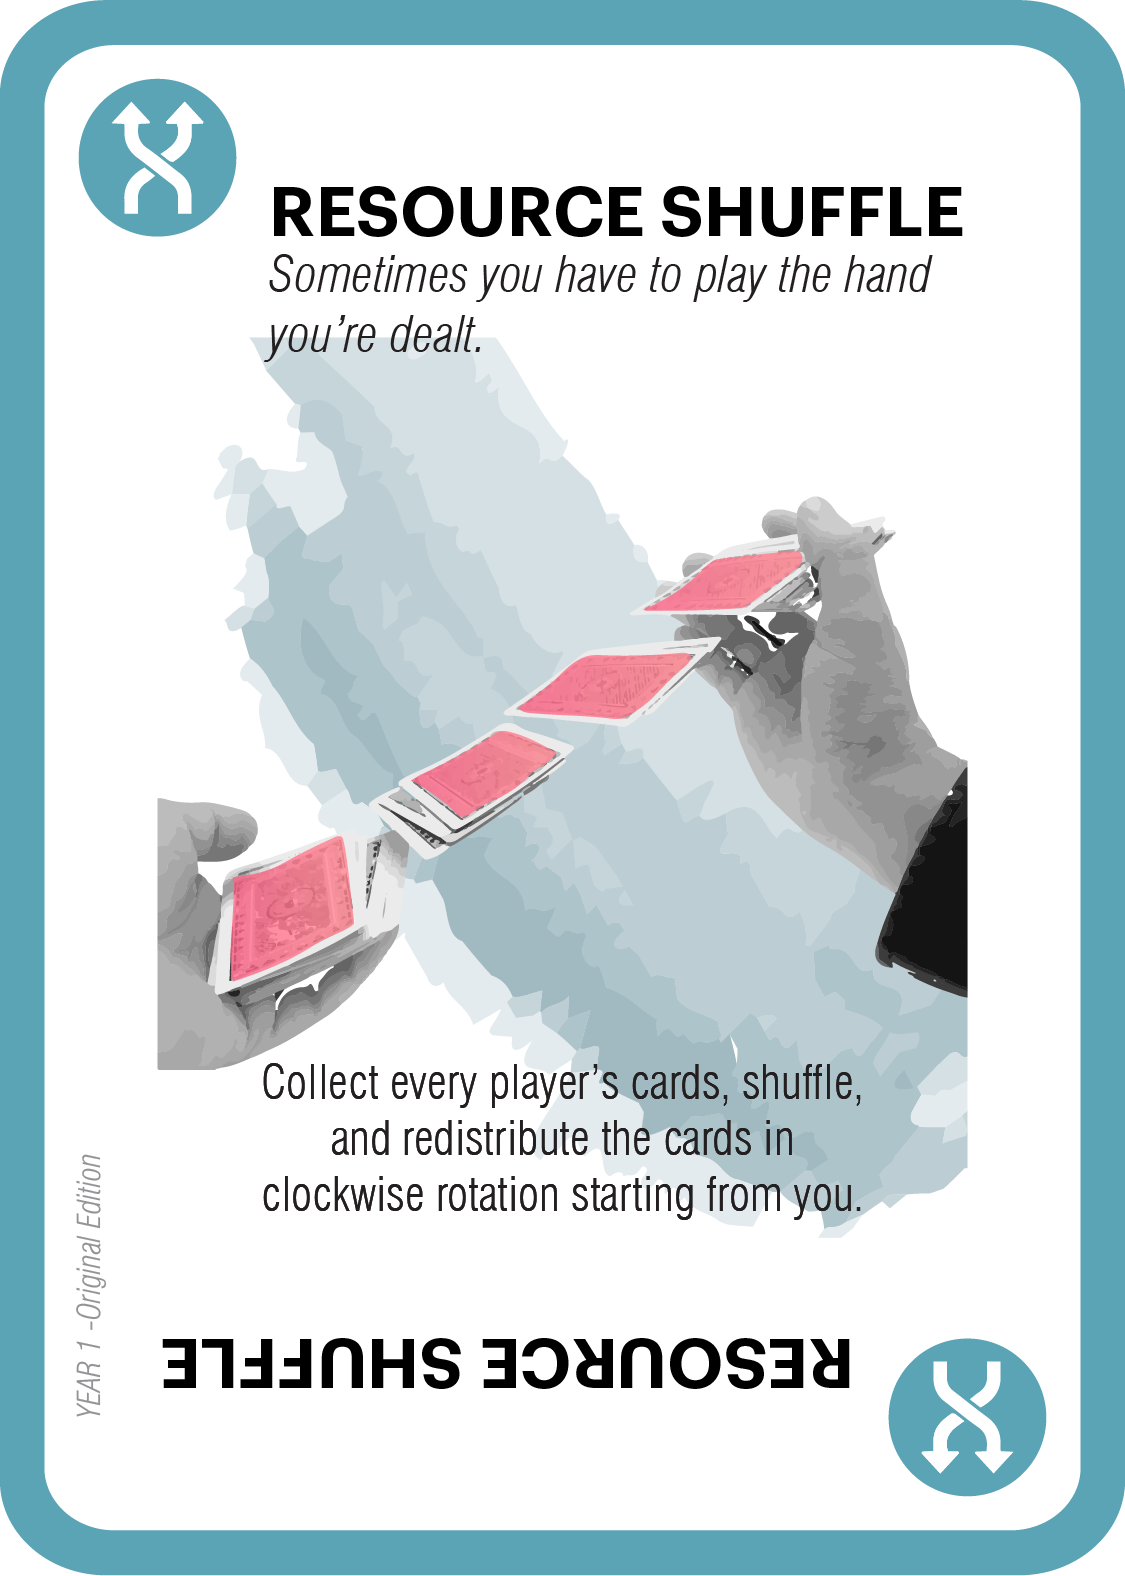 RESOURCE SHUFFLE
Sometimes you have to play the hand
you’re dealt.
Collect every player’s cards, shuffle,
and redistribute the cards in
clockwise rotation starting from you.
YEAR 1 -Original Edition
RESOURCE SHUFFLE